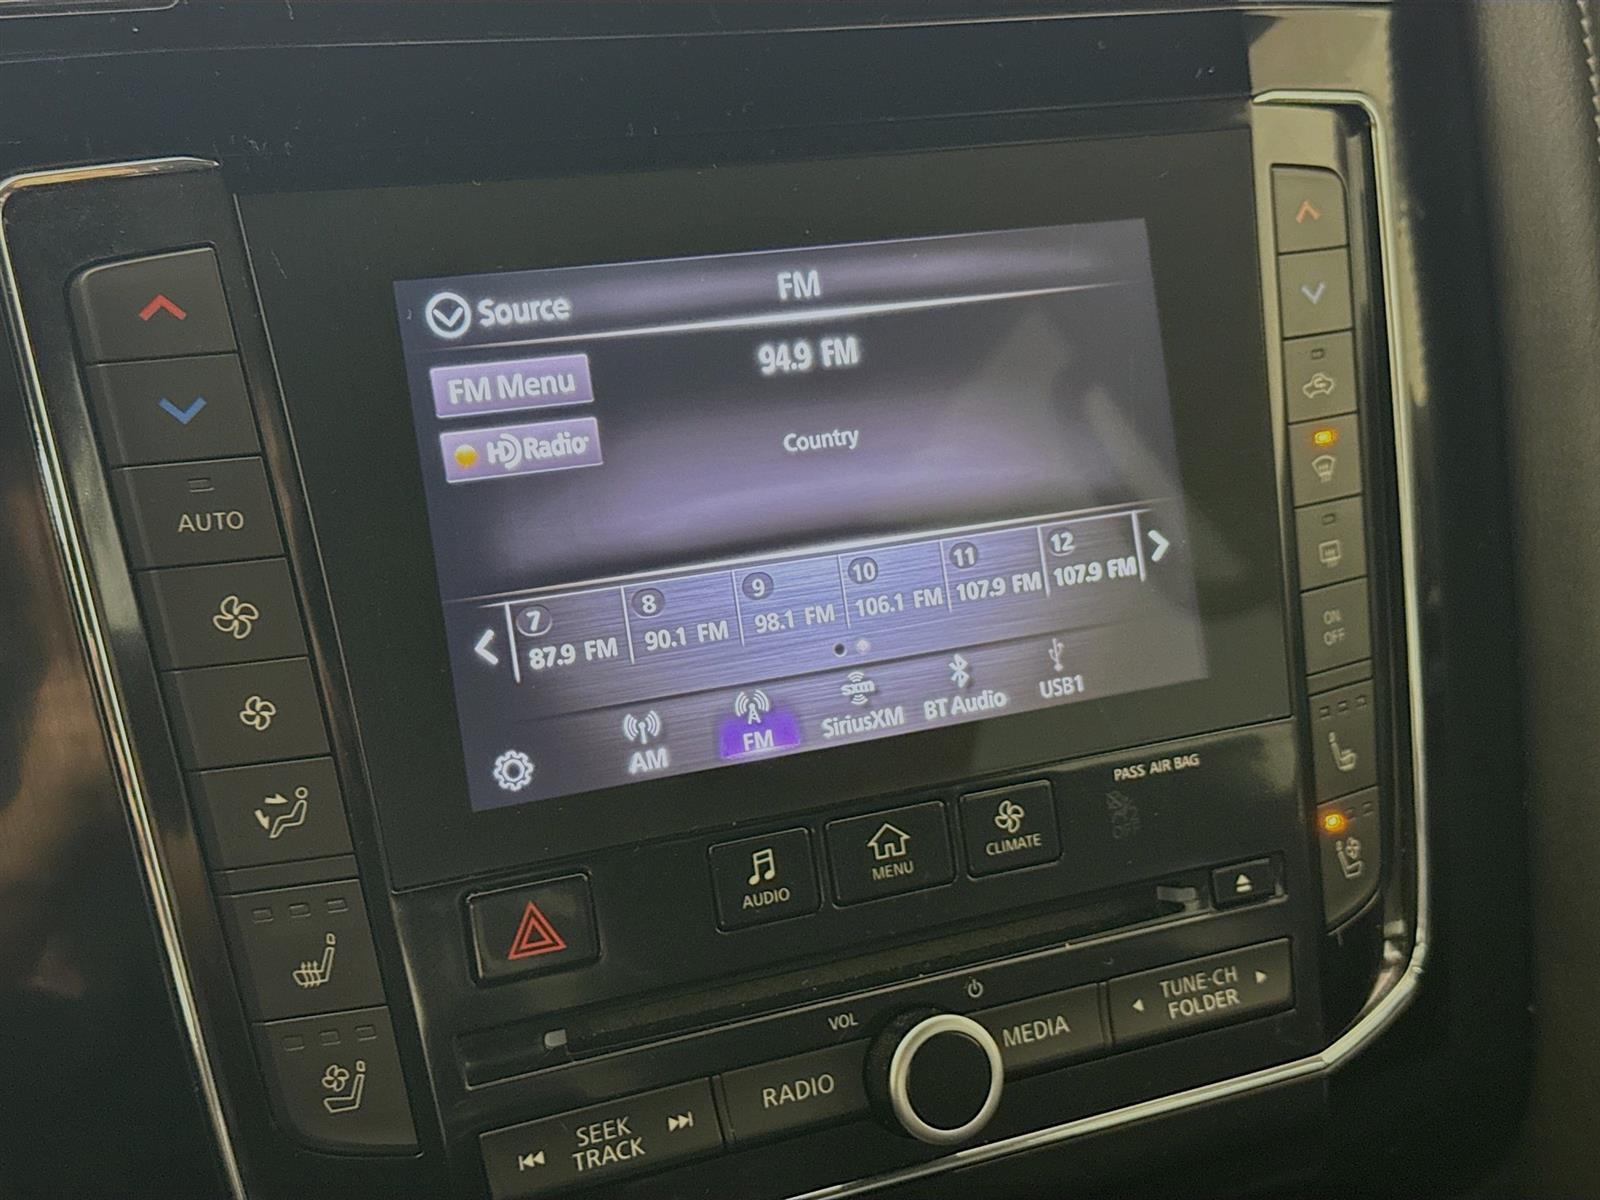 Source
FM
FM Menu
94.9 FM
HD Radio
Country
7
8
9
10
11
12
87.9 FM
90.1 FM
98.1 FM
106.1 FM
107.9 FM
107.9 FM
AM
FM
sxm
SiriusXM
BT Audio
USB1
AUTO
ON
OFF
PASS AIR BAG
OFF
AUDIO
MENU
CLIMATE
VOL
RADIO
MEDIA
TUNE·CH
FOLDER
SEEK
TRACK